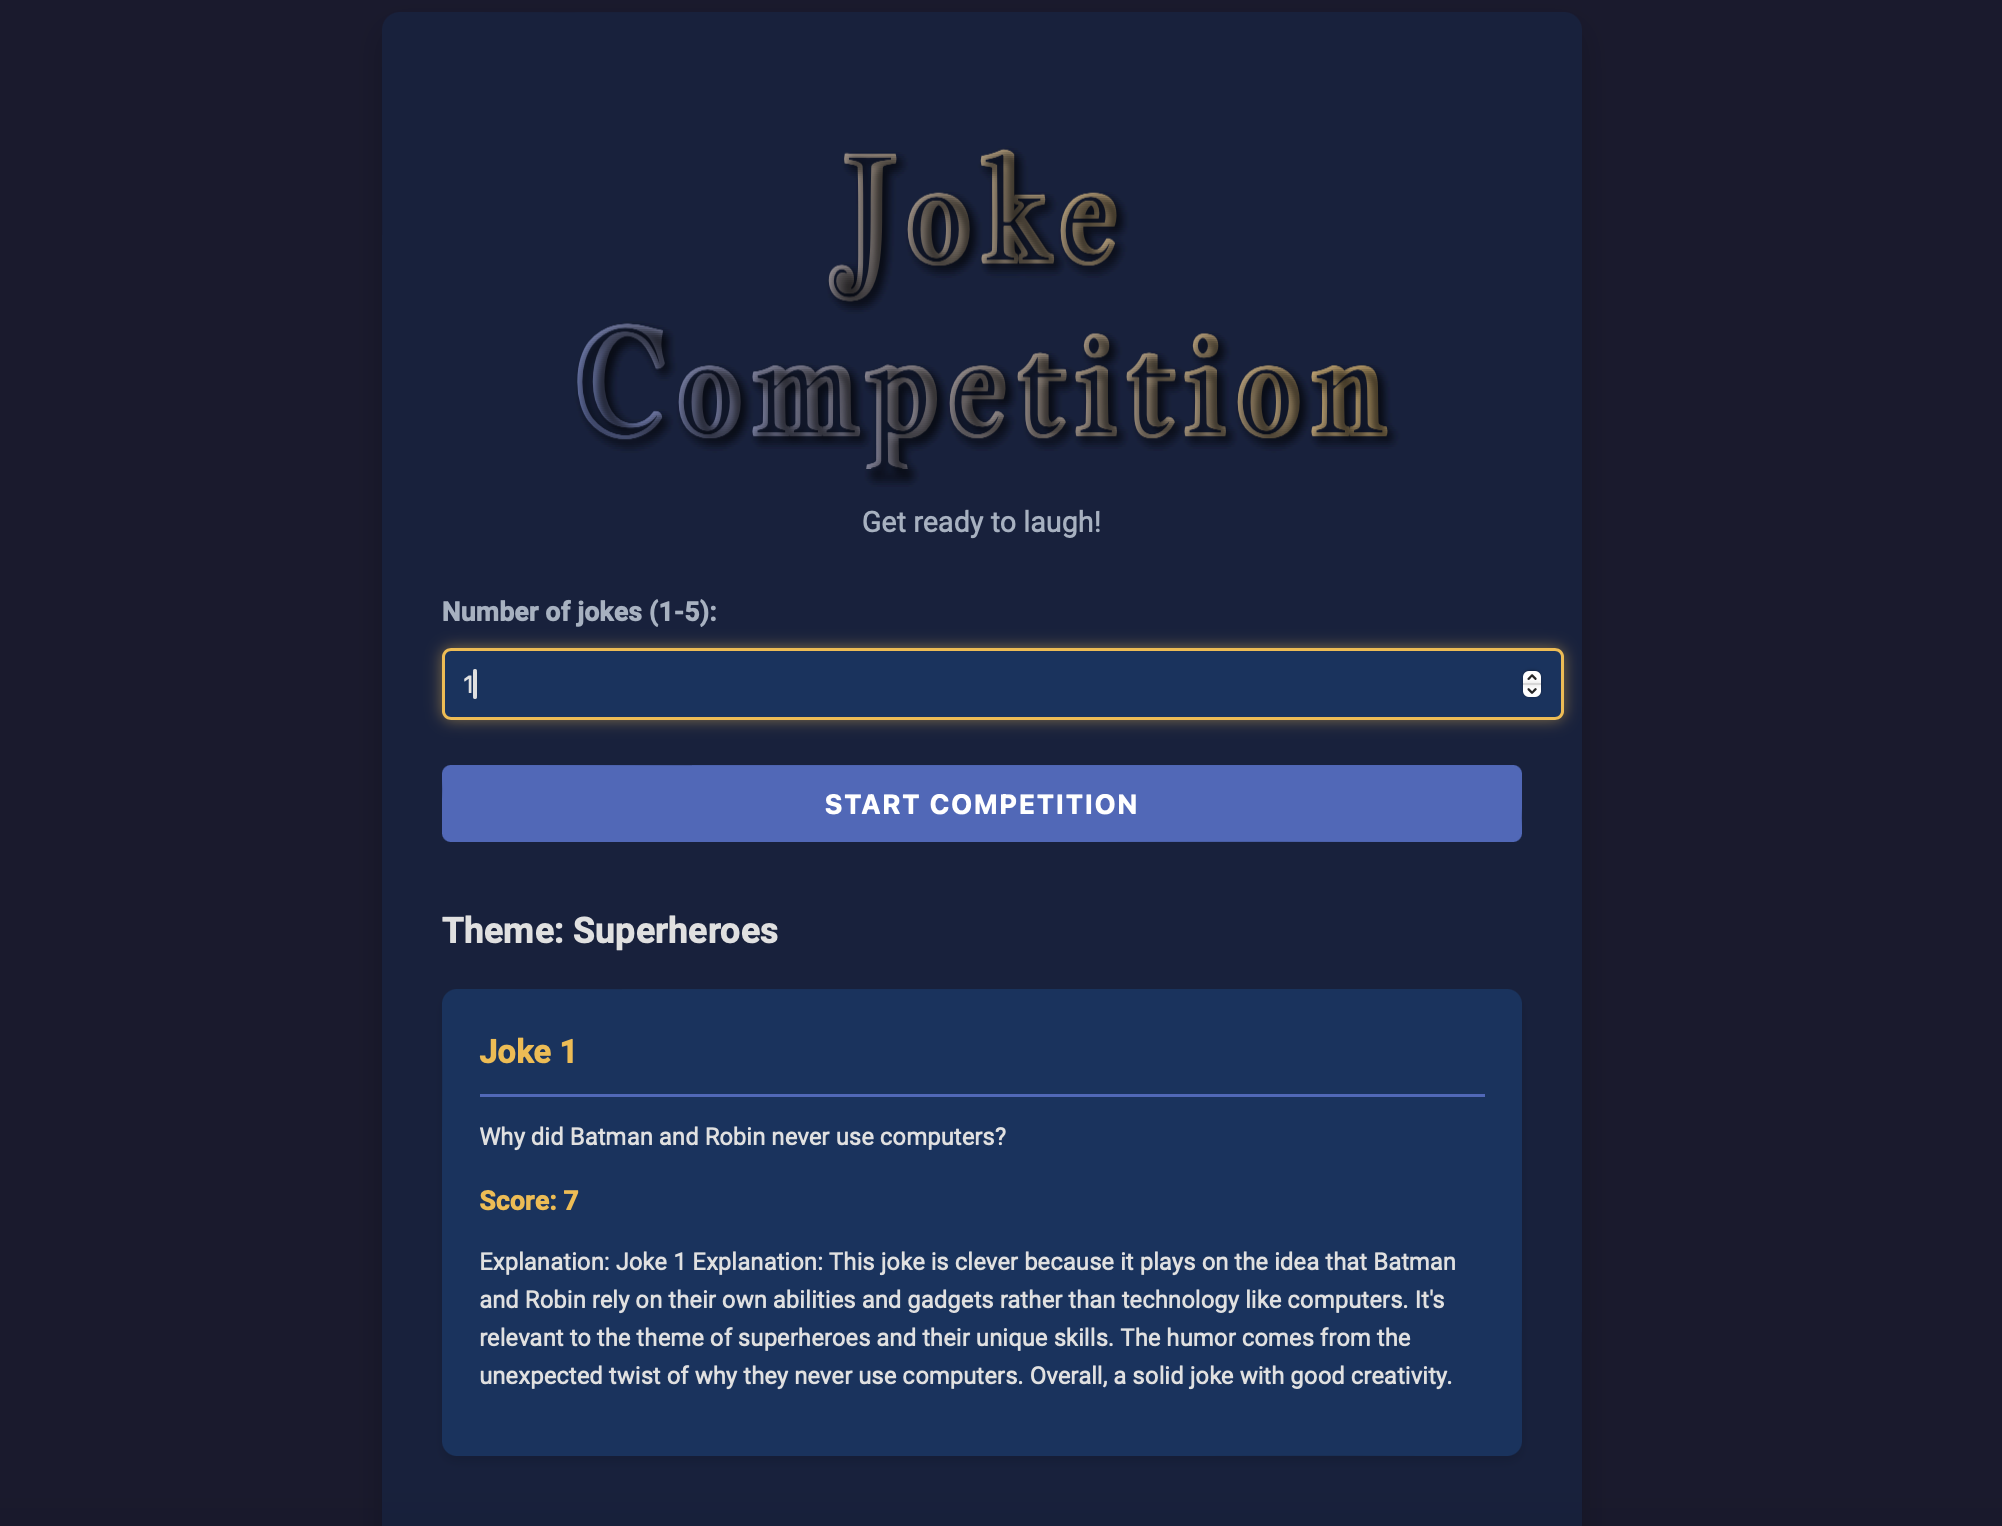 Joke
Competition
Get ready to laugh!
Number of jokes (1-5):
1
START COMPETITION
Theme: Superheroes
Joke 1
Why did Batman and Robin never use computers?
Score: 7
Explanation: Joke 1 Explanation: This joke is clever because it plays on the idea that Batman
and Robin rely on their own abilities and gadgets rather than technology like computers. It's
relevant to the theme of superheroes and their unique skills. The humor comes from the
unexpected twist of why they never use computers. Overall, a solid joke with good creativity.